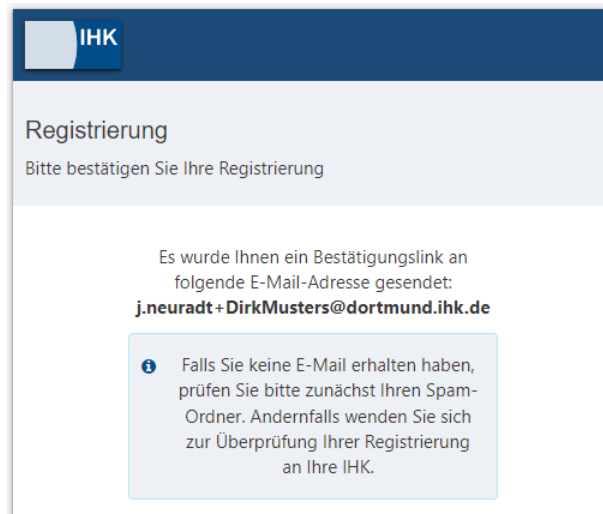 IHK
Registrierung
Bitte bestätigen Sie Ihre Registrierung
Es wurde Ihnen ein Bestätigungslink an
folgende E-Mail-Adresse gesendet:
j.neuradt+DirkMusters@dortmund.ihk.de
Falls Sie keine E-Mail erhalten haben,
prüfen Sie bitte zunächst Ihren Spam-
Ordner. Andernfalls wenden Sie sich
zur Überprüfung Ihrer Registrierung
an Ihre IHK.